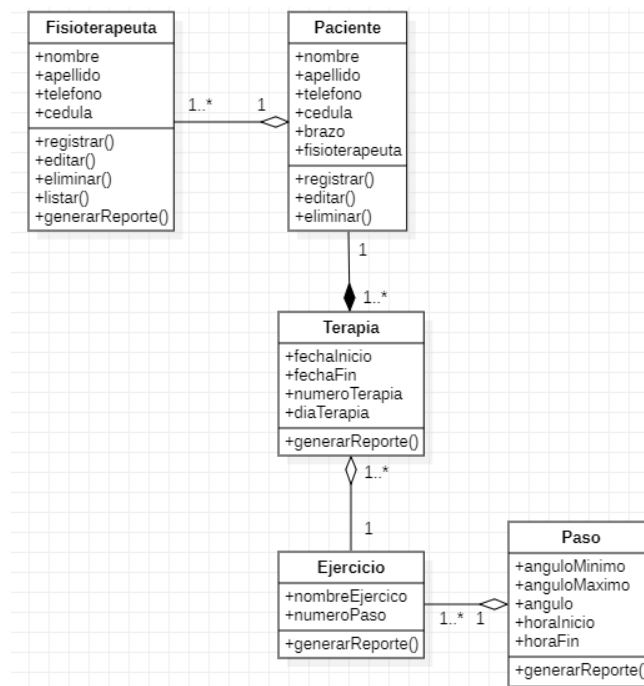 Fisioterapeuta
+nombre
+apellido
+telefono
+cedula
+registrar()
+editar()
+eliminar()
+listar()
+generarReporte()
1..*
1
Paciente
+nombre
+apellido
+telefono
+cedula
+brazo
+fisioterapeuta
+registrar()
+editar()
+eliminar()
1
1..*
Terapia
+fechaInicio
+fechaFin
+numeroTerapia
+diaTerapia
+generarReporte()
1..*
1
Ejercicio
+nombreEjercico
+numeroPaso
+generarReporte()
1..*
1
Paso
+anguloMinimo
+anguloMaximo
+angulo
+horaInicio
+horaFin
+generarReporte()